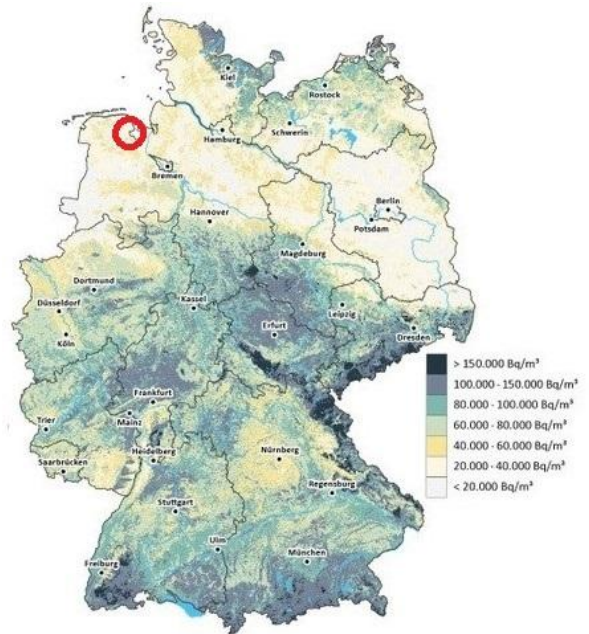 Kiel
Rostock
Hamburg
Schwerin
Bremen
Berlin
Hannover
Potsdam
Magdeburg
Dortmund
Düsseldorf
Kassel
Leipzig
Köln
Erfurt
Dresden
> 150.000 Bq/m³
100.000 - 150.000 Bq/m³
80.000 - 100.000 Bq/m³
60.000 - 80.000 Bq/m³
40.000 - 60.000 Bq/m³
20.000 - 40.000 Bq/m³
< 20.000 Bq/m³
Frankfurt
Trier
Mainz
Heidelberg
Nürnberg
Saarbrücken
Regensburg
Stuttgart
Ulm
München
Freiburg